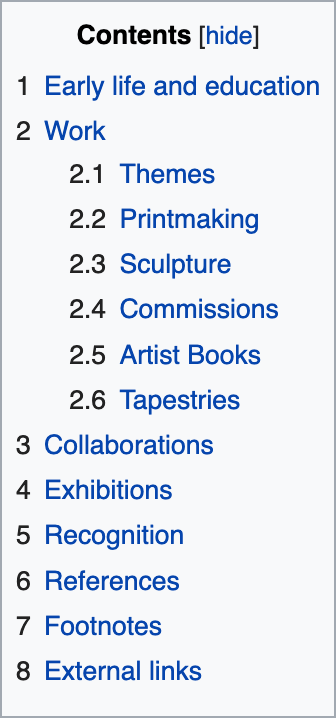 Contents [hide]
1 Early life and education
2 Work
2.1 Themes
2.2 Printmaking
2.3 Sculpture
2.4 Commissions
2.5 Artist Books
2.6 Tapestries
3 Collaborations
4 Exhibitions
5 Recognition
6 References
7 Footnotes
8 External links